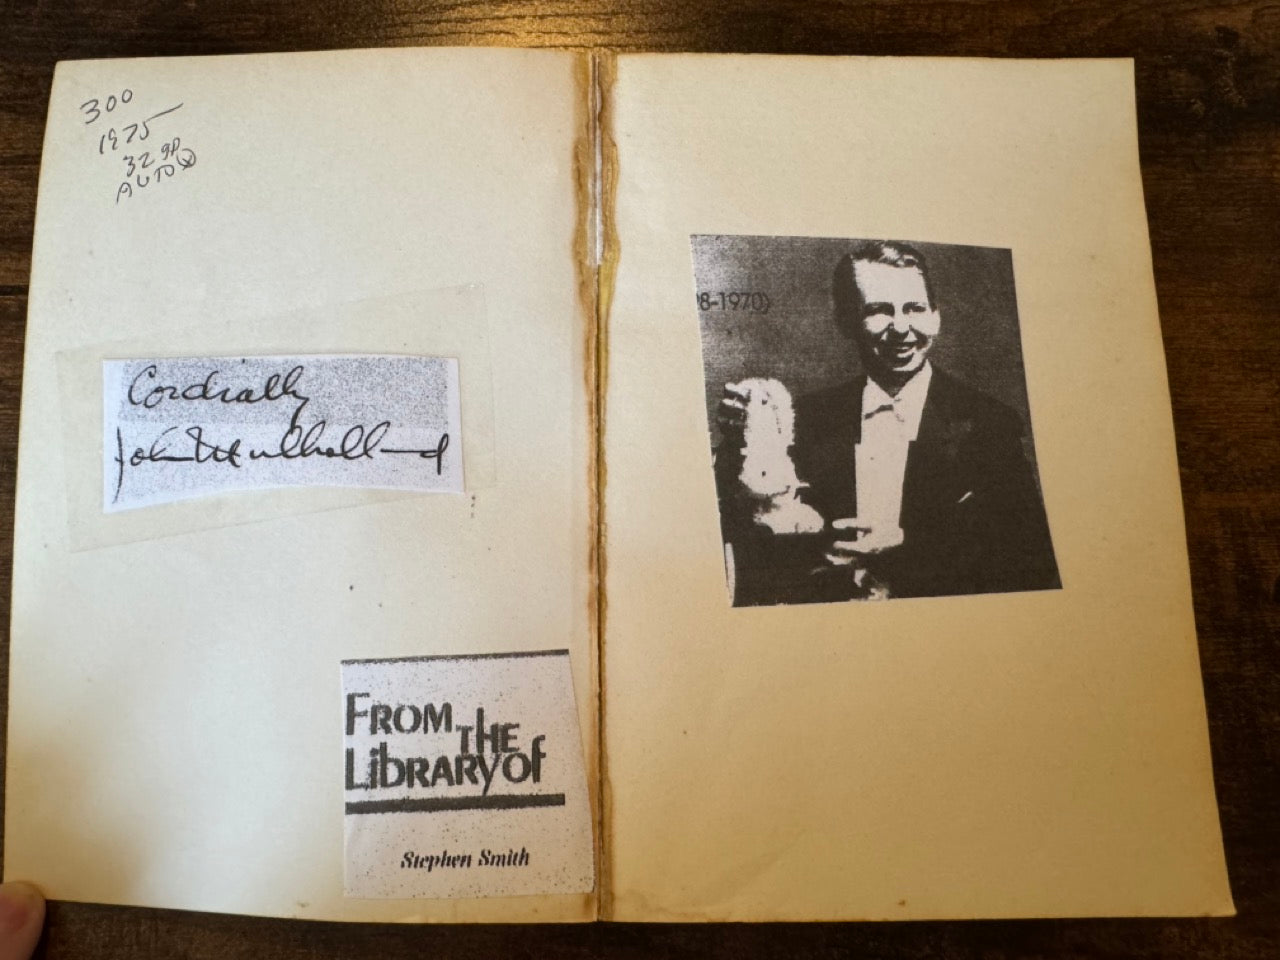 300
1975
32 pp
AUTO
Cordially
John Mulholland
FROM THE
LiBRARY of
Stephen Smith
8-1970)